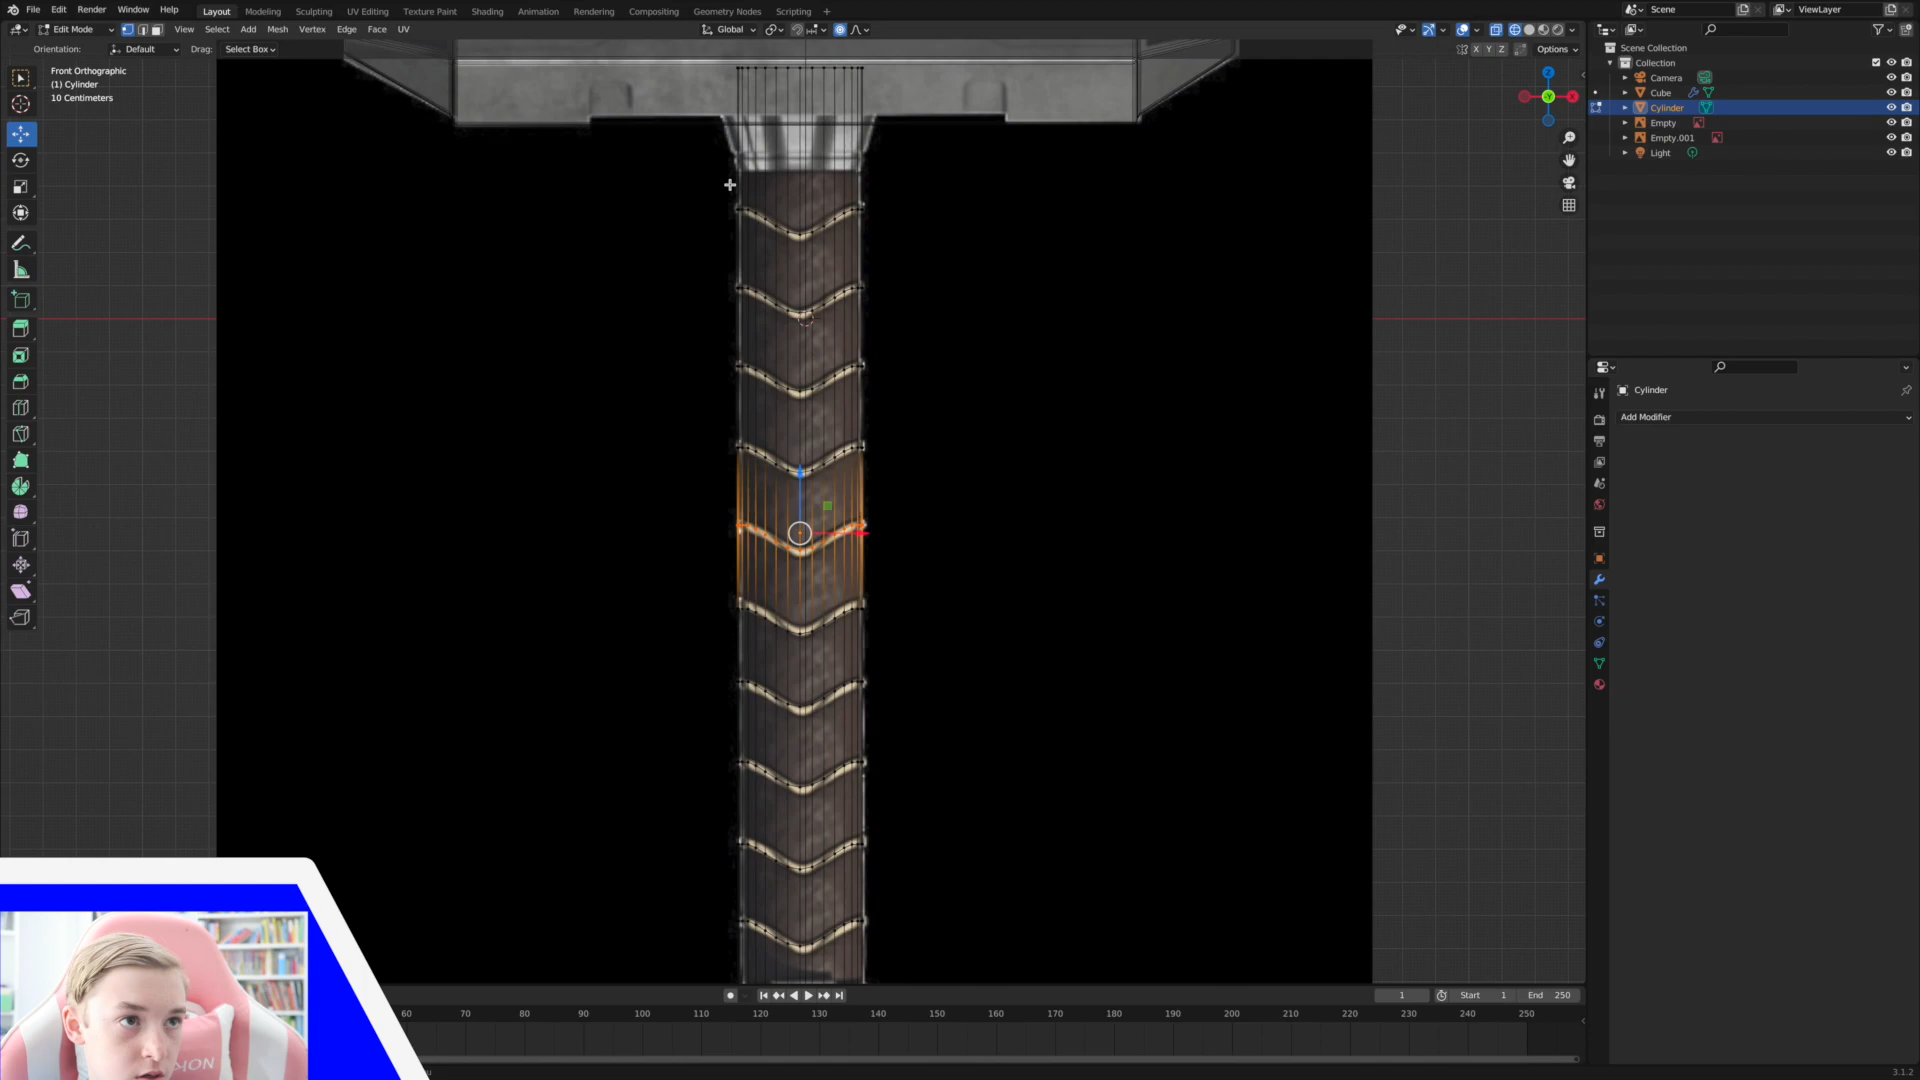 File Edit Render Window Help Layout Modeling Sculpting UV Editing Texture Paint Shading Animation Rendering Compositing Geometry Nodes Scripting + Scene ViewLayer
Edit Mode View Select Add Mesh Vertex Edge Face UV Global
Orientation: Default Drag: Select Box X Y Z Options
Scene Collection
Collection
Camera
Cube
Cylinder
Empty
Empty.001
Light
Front Orthographic
(1) Cylinder
10 Centimeters
Z
X
-Y
Cylinder
Add Modifier
1 Start 1 End 250
60 70 80 90 100 110 120 130 140 150 160 170 180 190 200 210 220 230 240 250
3.1.2